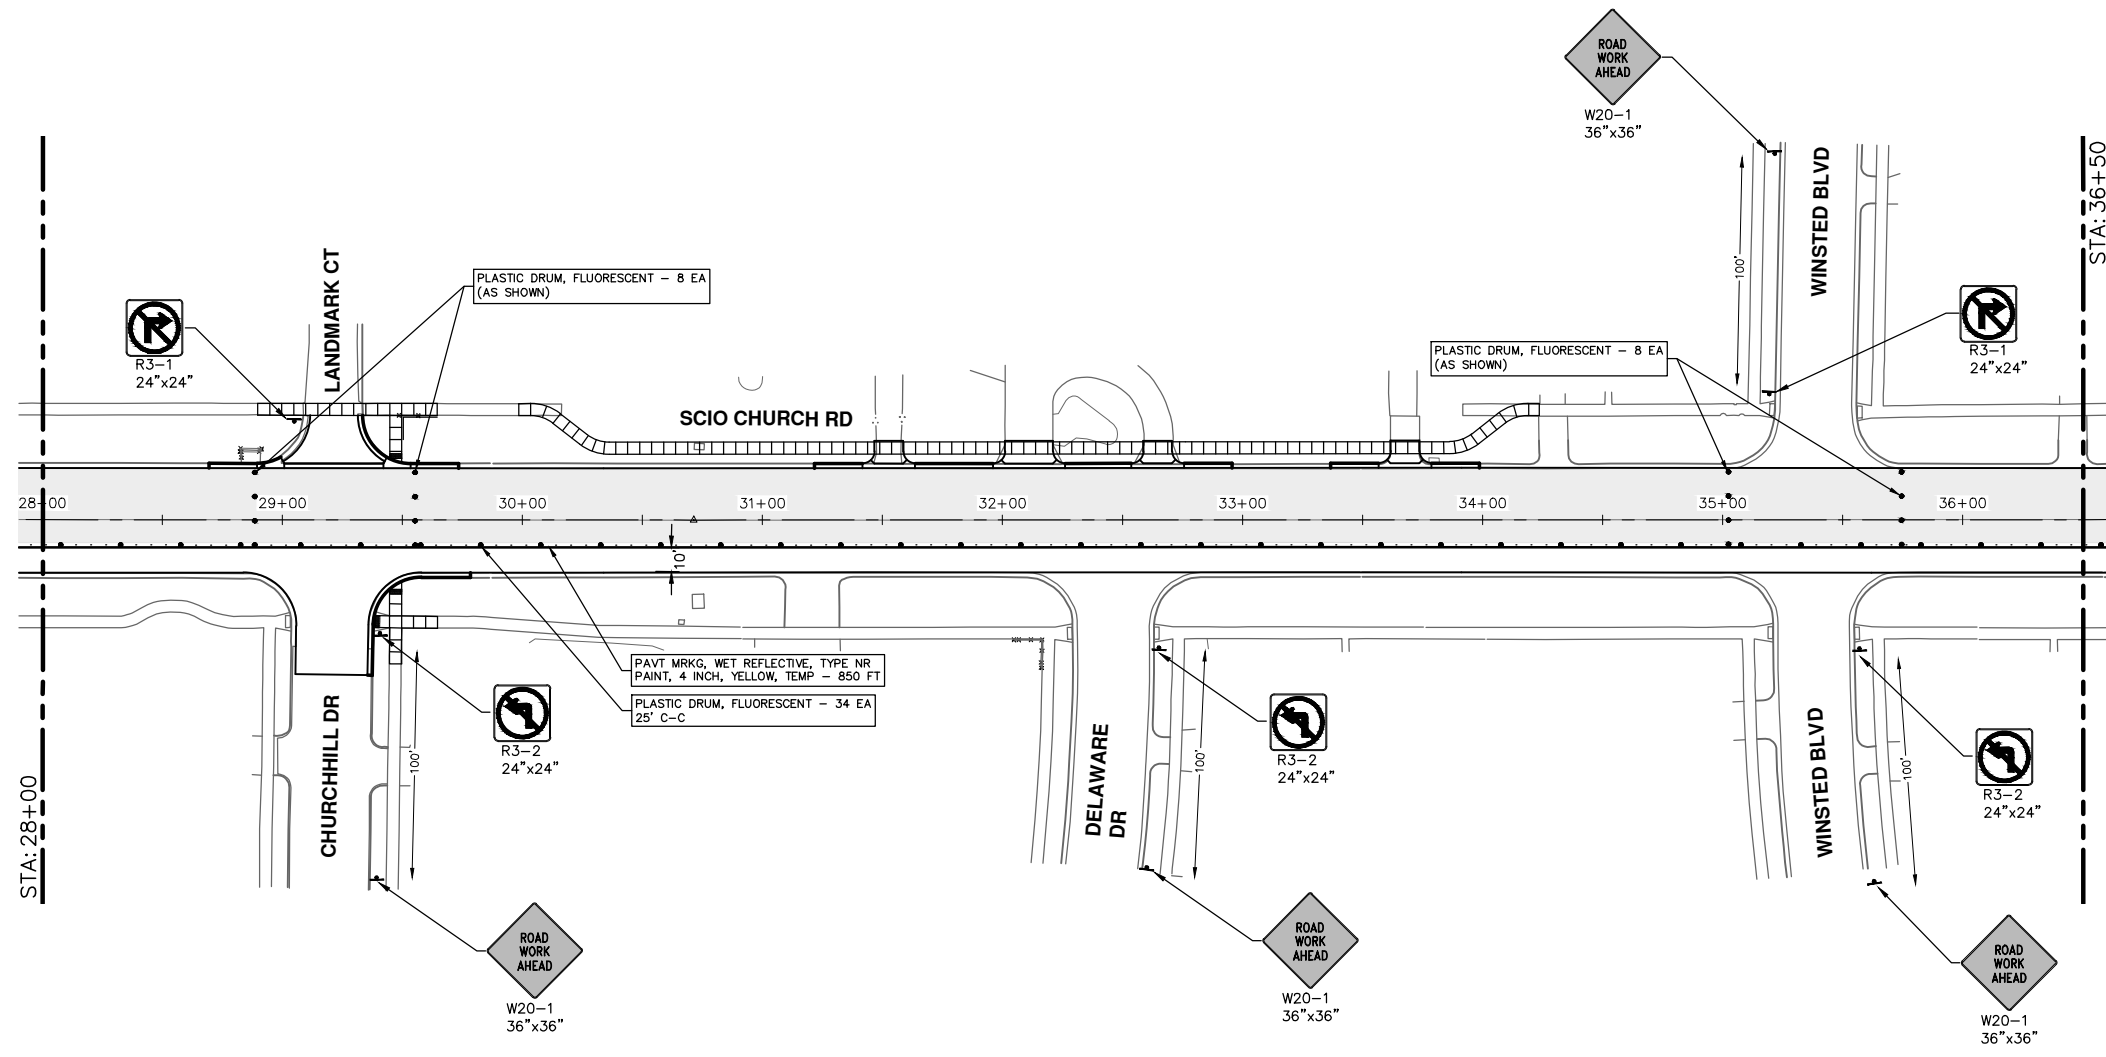 ROAD
WORK
AHEAD
W20-1
36"x36"
STA: 36+50
WINSTED BLVD
100'
LANDMARK CT
PLASTIC DRUM, FLUORESCENT - 8 EA
(AS SHOWN)
R3-1
24"x24"
R3-1
24"x24"
PLASTIC DRUM, FLUORESCENT - 8 EA
(AS SHOWN)
SCIO CHURCH RD
28+00
29+00
30+00
31+00
32+00
33+00
34+00
35+00
36+00
10'
PAVT MRKG, WET REFLECTIVE, TYPE NR
PAINT, 4 INCH, YELLOW, TEMP - 850 FT
PLASTIC DRUM, FLUORESCENT - 34 EA
25' C-C
STA: 28+00
CHURCHHILL DR
100'
R3-2
24"x24"
DELAWARE
DR
100'
R3-2
24"x24"
WINSTED BLVD
100'
R3-2
24"x24"
ROAD
WORK
AHEAD
W20-1
36"x36"
ROAD
WORK
AHEAD
W20-1
36"x36"
ROAD
WORK
AHEAD
W20-1
36"x36"